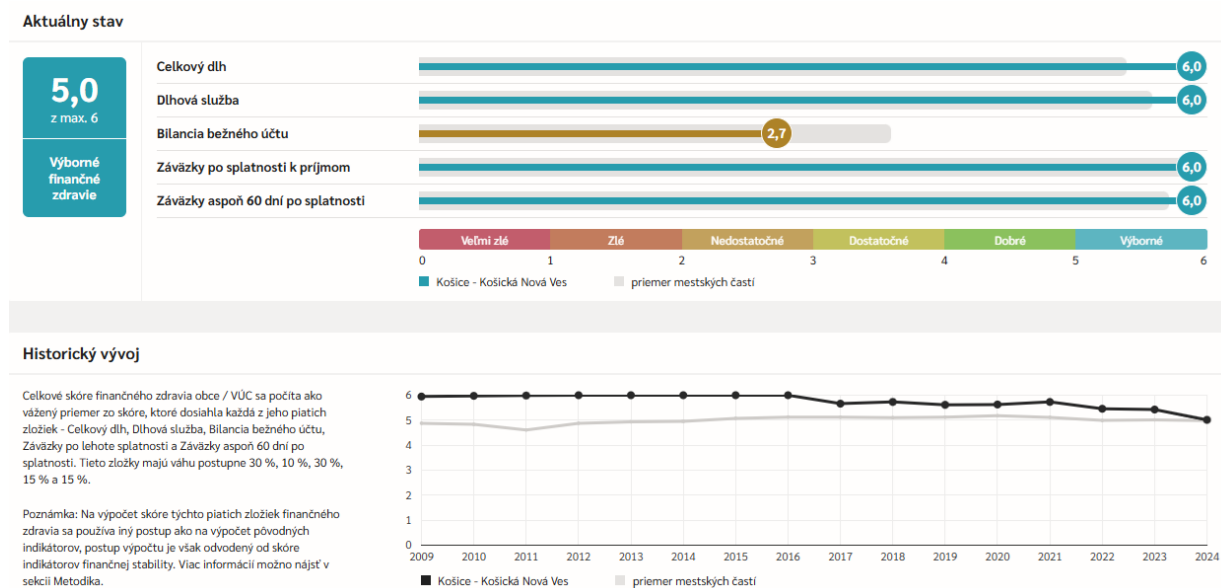 Aktuálny stav
5,0
z max. 6
Výborné
finančné
zdravie
Celkový dlh
6,0
Dlhová služba
6,0
Bilancia bežného účtu
2,7
Záväzky po splatnosti k príjmom
6,0
Záväzky aspoň 60 dní po splatnosti
6,0
Veľmi zlé Zlé Nedostatočné Dostatočné Dobré Výborné
0 1 2 3 4 5 6
Košice - Košická Nová Ves priemer mestských častí
Historický vývoj
Celkové skóre finančného zdravia obce / VÚC sa počíta ako
vážený priemer zo skóre, ktoré dosiahla každá z jeho piatich
zložiek - Celkový dlh, Dlhová služba, Bilancia bežného účtu,
Záväzky po lehote splatnosti a Záväzky aspoň 60 dní po
splatnosti. Tieto zložky majú váhu postupne 30 %, 10 %, 30 %,
15 % a 15 %.
Poznámka: Na výpočet skóre týchto piatich zložiek finančného
zdravia sa používa iný postup ako na výpočet pôvodných
indikátorov, postup výpočtu je však odvodený od skóre
indikátorov finančnej stability. Viac informácií možno nájsť v
sekcii Metodika.
6
5
4
3
2
1
0
2009 2010 2011 2012 2013 2014 2015 2016 2017 2018 2019 2020 2021 2022 2023 2024
Košice - Košická Nová Ves priemer mestských častí